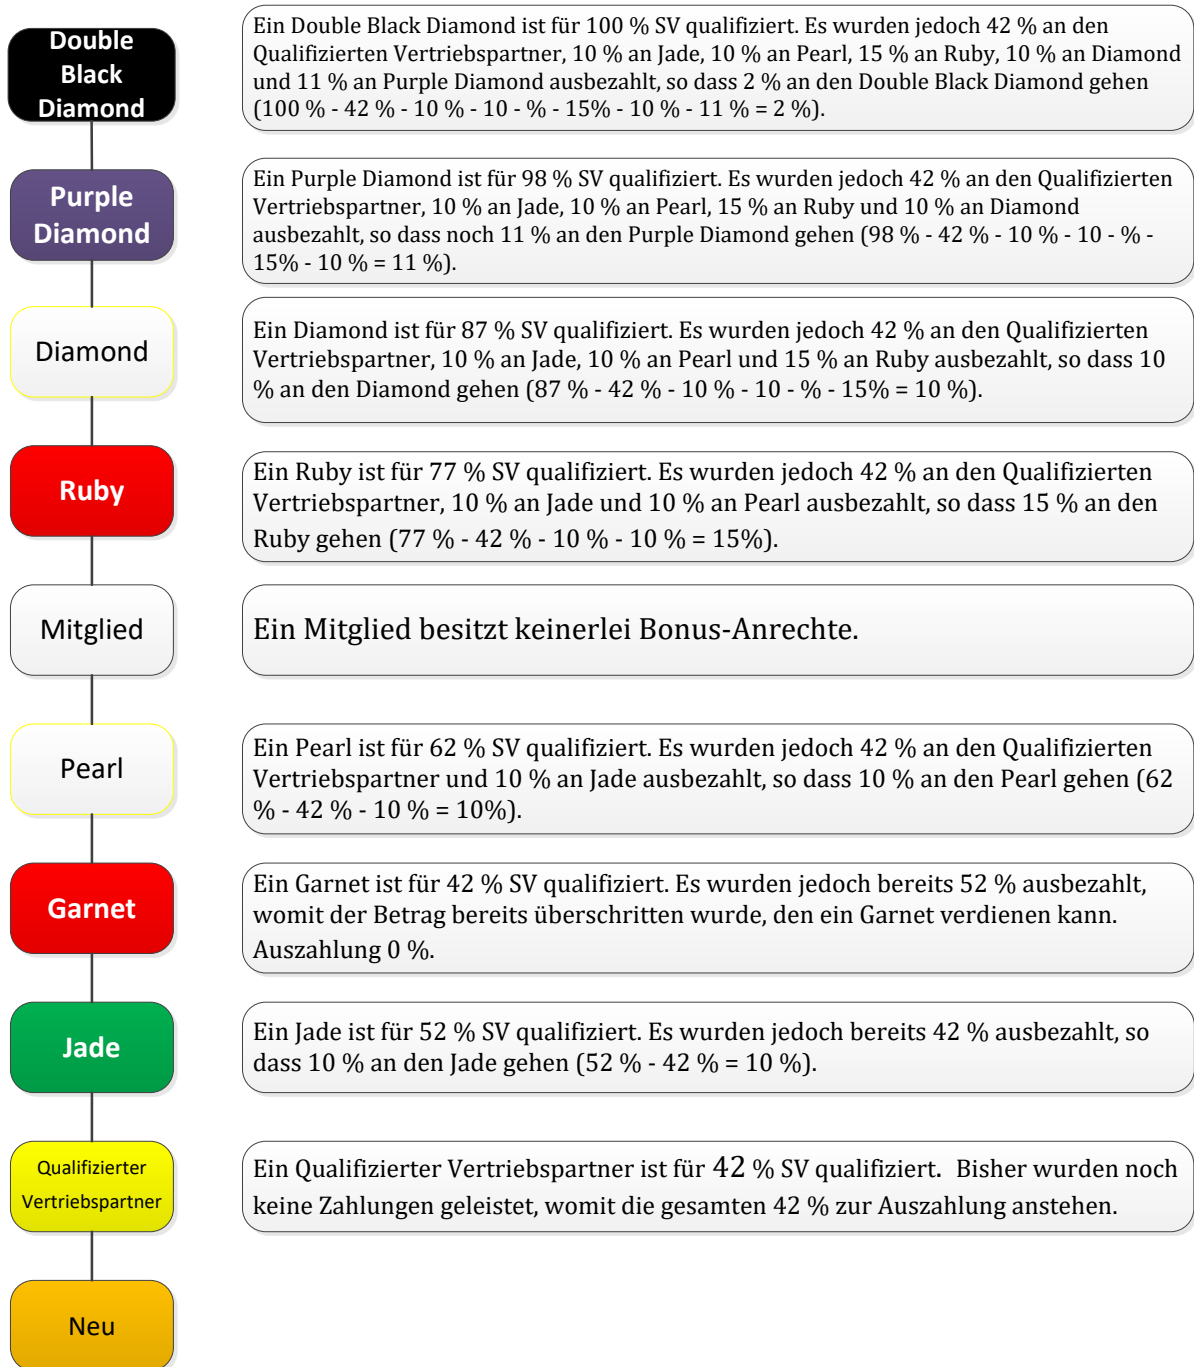 Double
Black
Diamond
Ein Double Black Diamond ist für 100 % SV qualifiziert. Es wurden jedoch 42 % an den
Qualifizierten Vertriebspartner, 10 % an Jade, 10 % an Pearl, 15 % an Ruby, 10 % an Diamond
und 11 % an Purple Diamond ausbezahlt, so dass 2 % an den Double Black Diamond gehen
(100 % - 42 % - 10 % - 10 - % - 15% - 10 % - 11 % = 2 %).
Purple
Diamond
Ein Purple Diamond ist für 98 % SV qualifiziert. Es wurden jedoch 42 % an den Qualifizierten
Vertriebspartner, 10 % an Jade, 10 % an Pearl, 15 % an Ruby und 10 % an Diamond
ausbezahlt, so dass noch 11 % an den Purple Diamond gehen (98 % - 42 % - 10 % - 10 - % -
15% - 10 % = 11 %).
Diamond
Ein Diamond ist für 87 % SV qualifiziert. Es wurden jedoch 42 % an den Qualifizierten
Vertriebspartner, 10 % an Jade, 10 % an Pearl und 15 % an Ruby ausbezahlt, so dass 10
% an den Diamond gehen (87 % - 42 % - 10 % - 10 - % - 15% = 10 %).
Ruby
Ein Ruby ist für 77 % SV qualifiziert. Es wurden jedoch 42 % an den Qualifizierten
Vertriebspartner, 10 % an Jade und 10 % an Pearl ausbezahlt, so dass 15 % an den
Ruby gehen (77 % - 42 % - 10 % - 10 % = 15%).
Mitglied
Ein Mitglied besitzt keinerlei Bonus-Anrechte.
Pearl
Ein Pearl ist für 62 % SV qualifiziert. Es wurden jedoch 42 % an den Qualifizierten
Vertriebspartner und 10 % an Jade ausbezahlt, so dass 10 % an den Pearl gehen (62
% - 42 % - 10 % = 10%).
Garnet
Ein Garnet ist für 42 % SV qualifiziert. Es wurden jedoch bereits 52 % ausbezahlt,
womit der Betrag bereits überschritten wurde, den ein Garnet verdienen kann.
Auszahlung 0 %.
Jade
Ein Jade ist für 52 % SV qualifiziert. Es wurden jedoch bereits 42 % ausbezahlt, so
dass 10 % an den Jade gehen (52 % - 42 % = 10 %).
Qualifizierter
Vertriebspartner
Ein Qualifizierter Vertriebspartner ist für 42 % SV qualifiziert. Bisher wurden noch
keine Zahlungen geleistet, womit die gesamten 42 % zur Auszahlung anstehen.
Neu